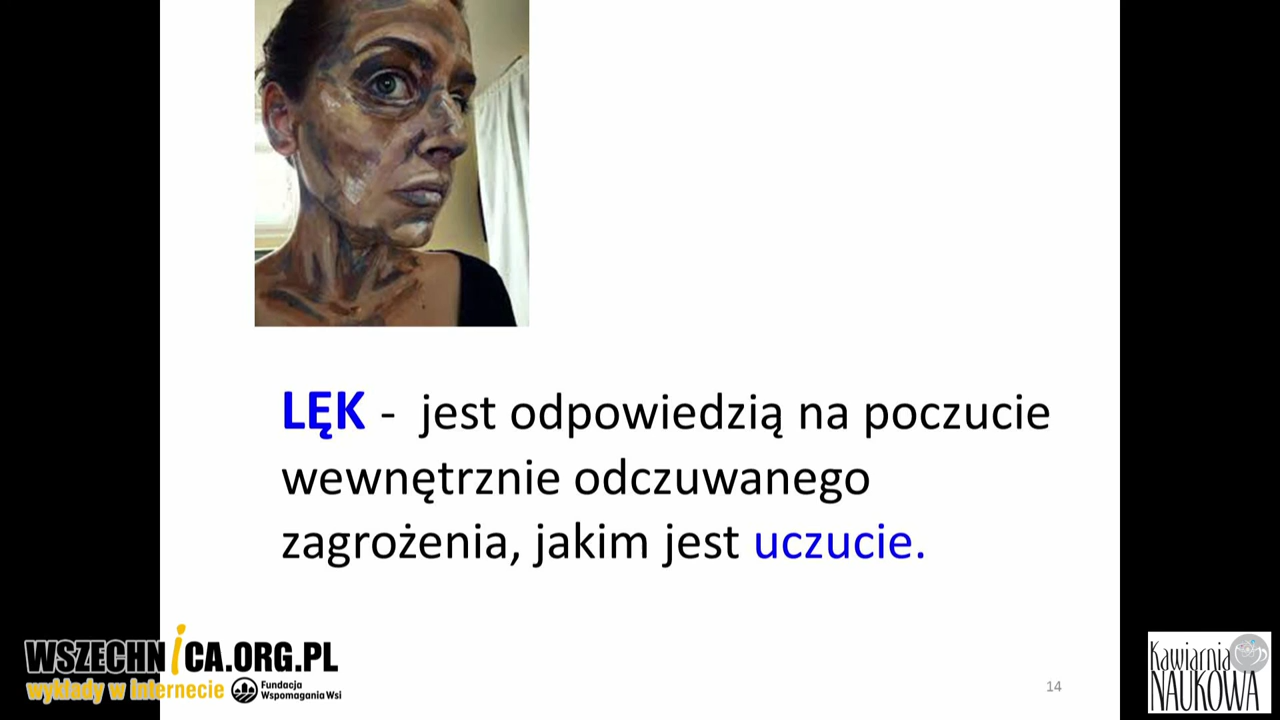 LĘK - jest odpowiedzią na poczucie
wewnętrznie odczuwanego
zagrożenia, jakim jest uczucie.
WSZECHNiCA.ORG.PL
wykłady w internecie
Fundacja
Wspomagania Wsi
14
Kawiarnia
NAUKOWA